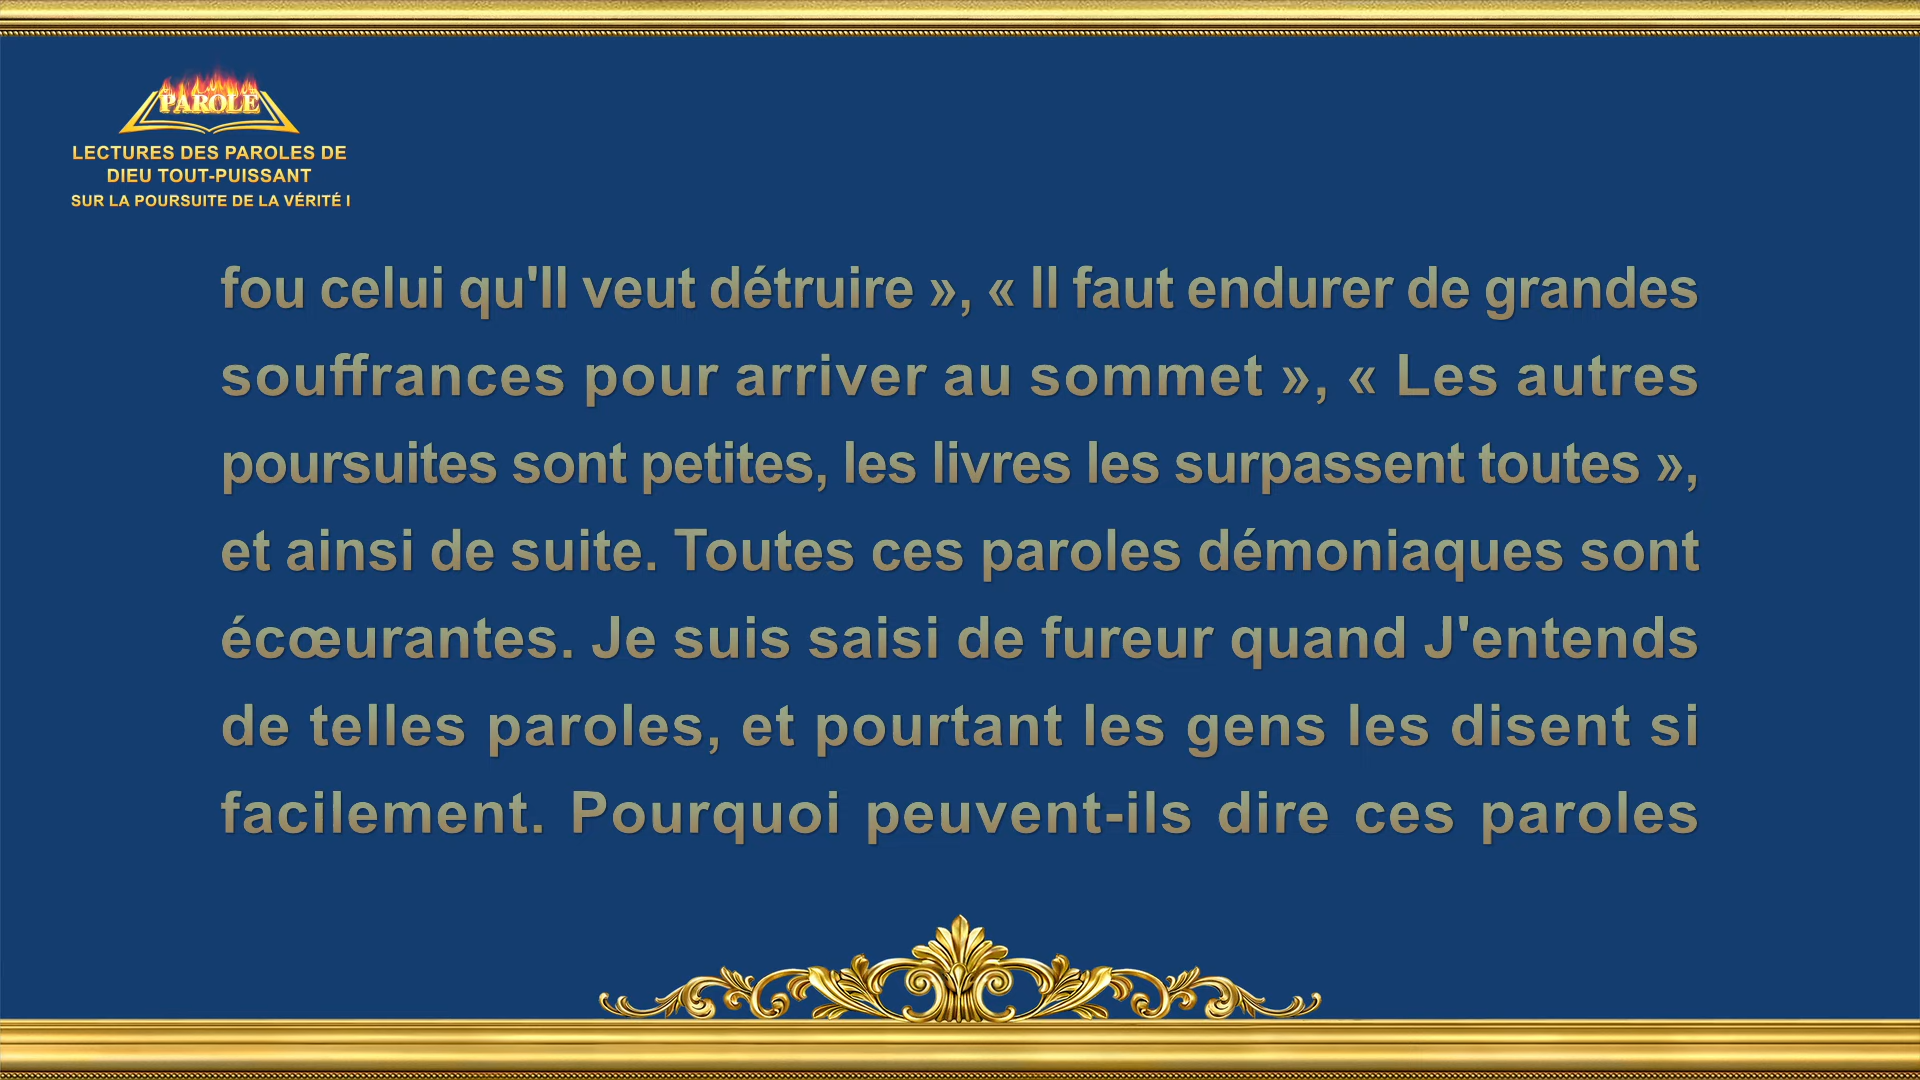 PAROLE
LECTURES DES PAROLES DE
DIEU TOUT-PUISSANT
SUR LA POURSUITE DE LA VÉRITÉ I
fou celui qu'Il veut détruire », « Il faut endurer de grandes
souffrances pour arriver au sommet », « Les autres
poursuites sont petites, les livres les surpassent toutes »,
et ainsi de suite. Toutes ces paroles démoniaques sont
écœurantes. Je suis saisi de fureur quand J'entends
de telles paroles, et pourtant les gens les disent si
facilement. Pourquoi peuvent-ils dire ces paroles